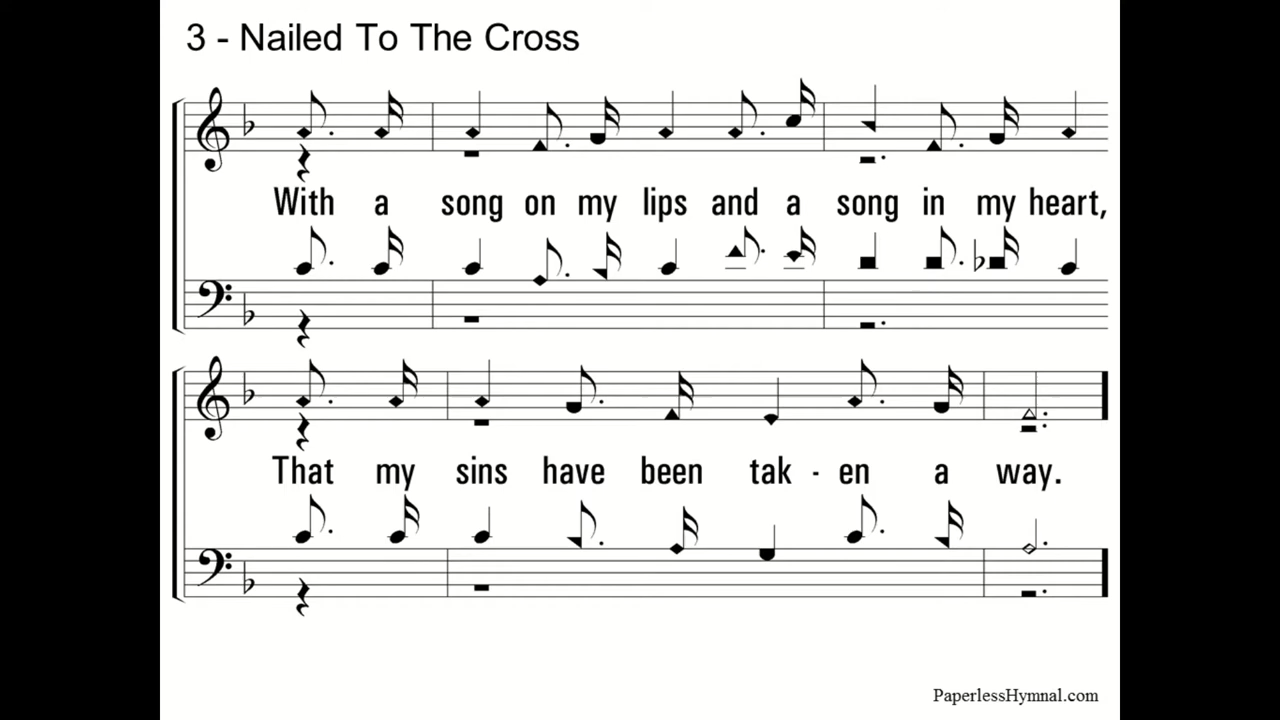 3 - Nailed To The Cross
With a song on my lips and a song in my heart,
That my sins have been tak - en a way.
PaperlessHymnal.com